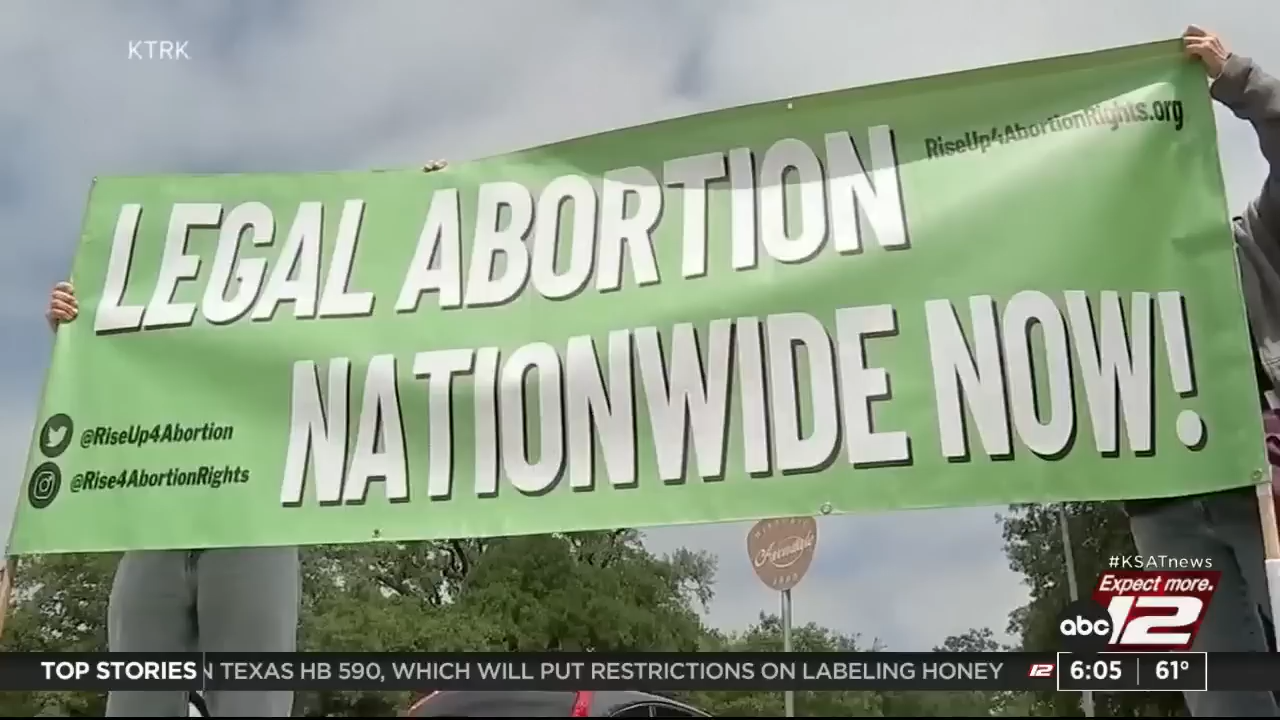 KTRK
RiseUp4AbortionRights.org
LEGAL ABORTION
NATIONWIDE NOW!
@RiseUp4Abortion
@Rise4AbortionRights
#KSATnews
Expect more.
abc 12
TOP STORIES
N TEXAS HB 590, WHICH WILL PUT RESTRICTIONS ON LABELING HONEY
12
6:05 61°